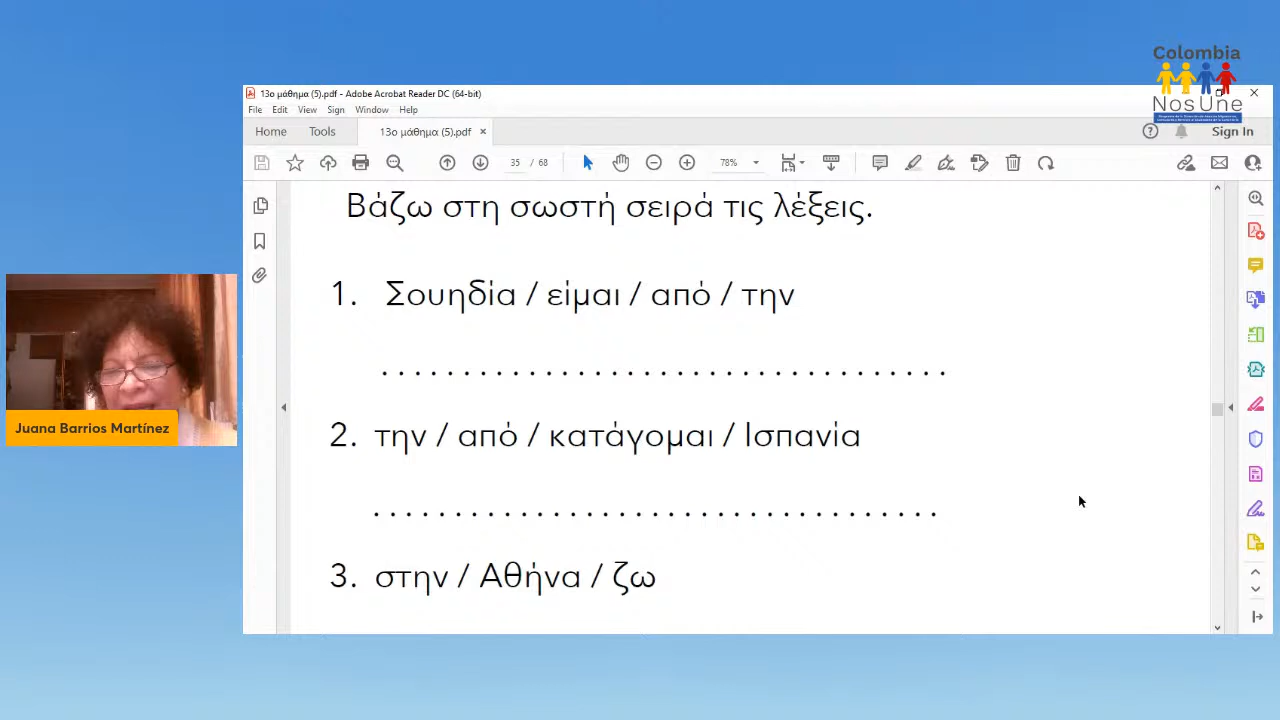 Colombia
NosUne
13ο μάθημα (5).pdf - Adobe Acrobat Reader DC (64-bit)
File Edit View Sign Window Help
Home Tools 13ο μάθημα (5).pdf × Sign In
35 / 68 78%
Βάζω στη σωστή σειρά τις λέξεις.
1. Σουηδία / είμαι / από / την
. . . . . . . . . . . . . . . . . . . . . . . . . . . . . . . . . . .
2. την / από / κατάγομαι / Ισπανία
. . . . . . . . . . . . . . . . . . . . . . . . . . . . . . . . . . .
3. στην / Αθήνα / ζω
Juana Barrios Martínez